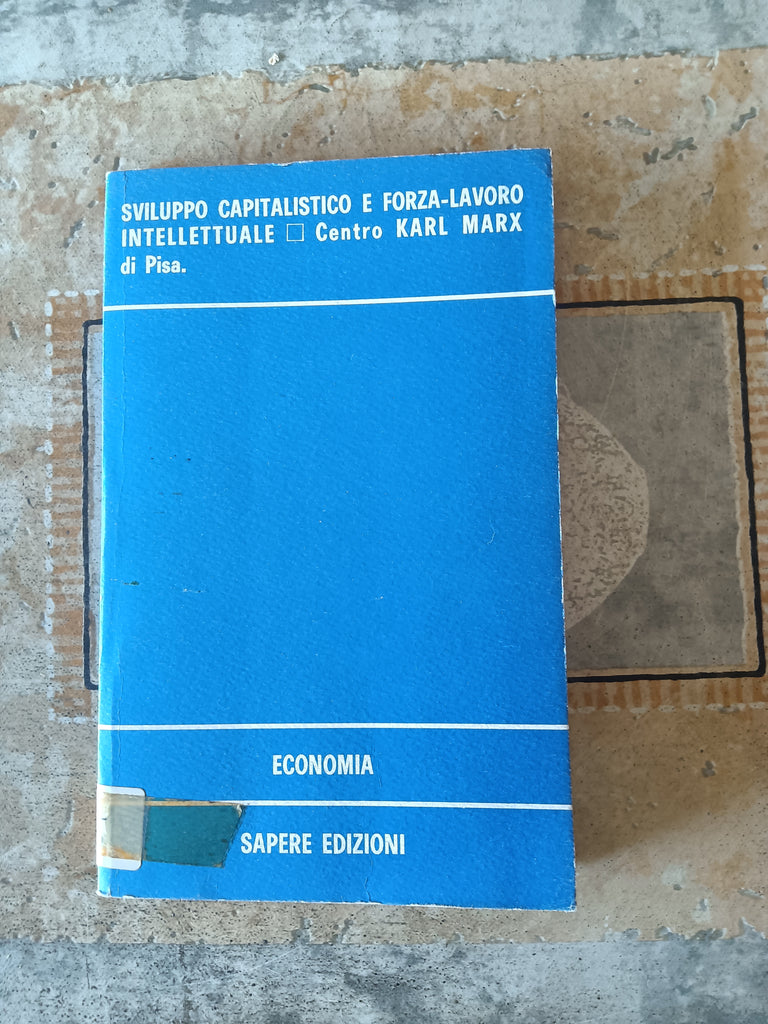 SVILUPPO CAPITALISTICO E FORZA-LAVORO
INTELLETTUALE □ Centro KARL MARX
di Pisa.
ECONOMIA
SAPERE EDIZIONI